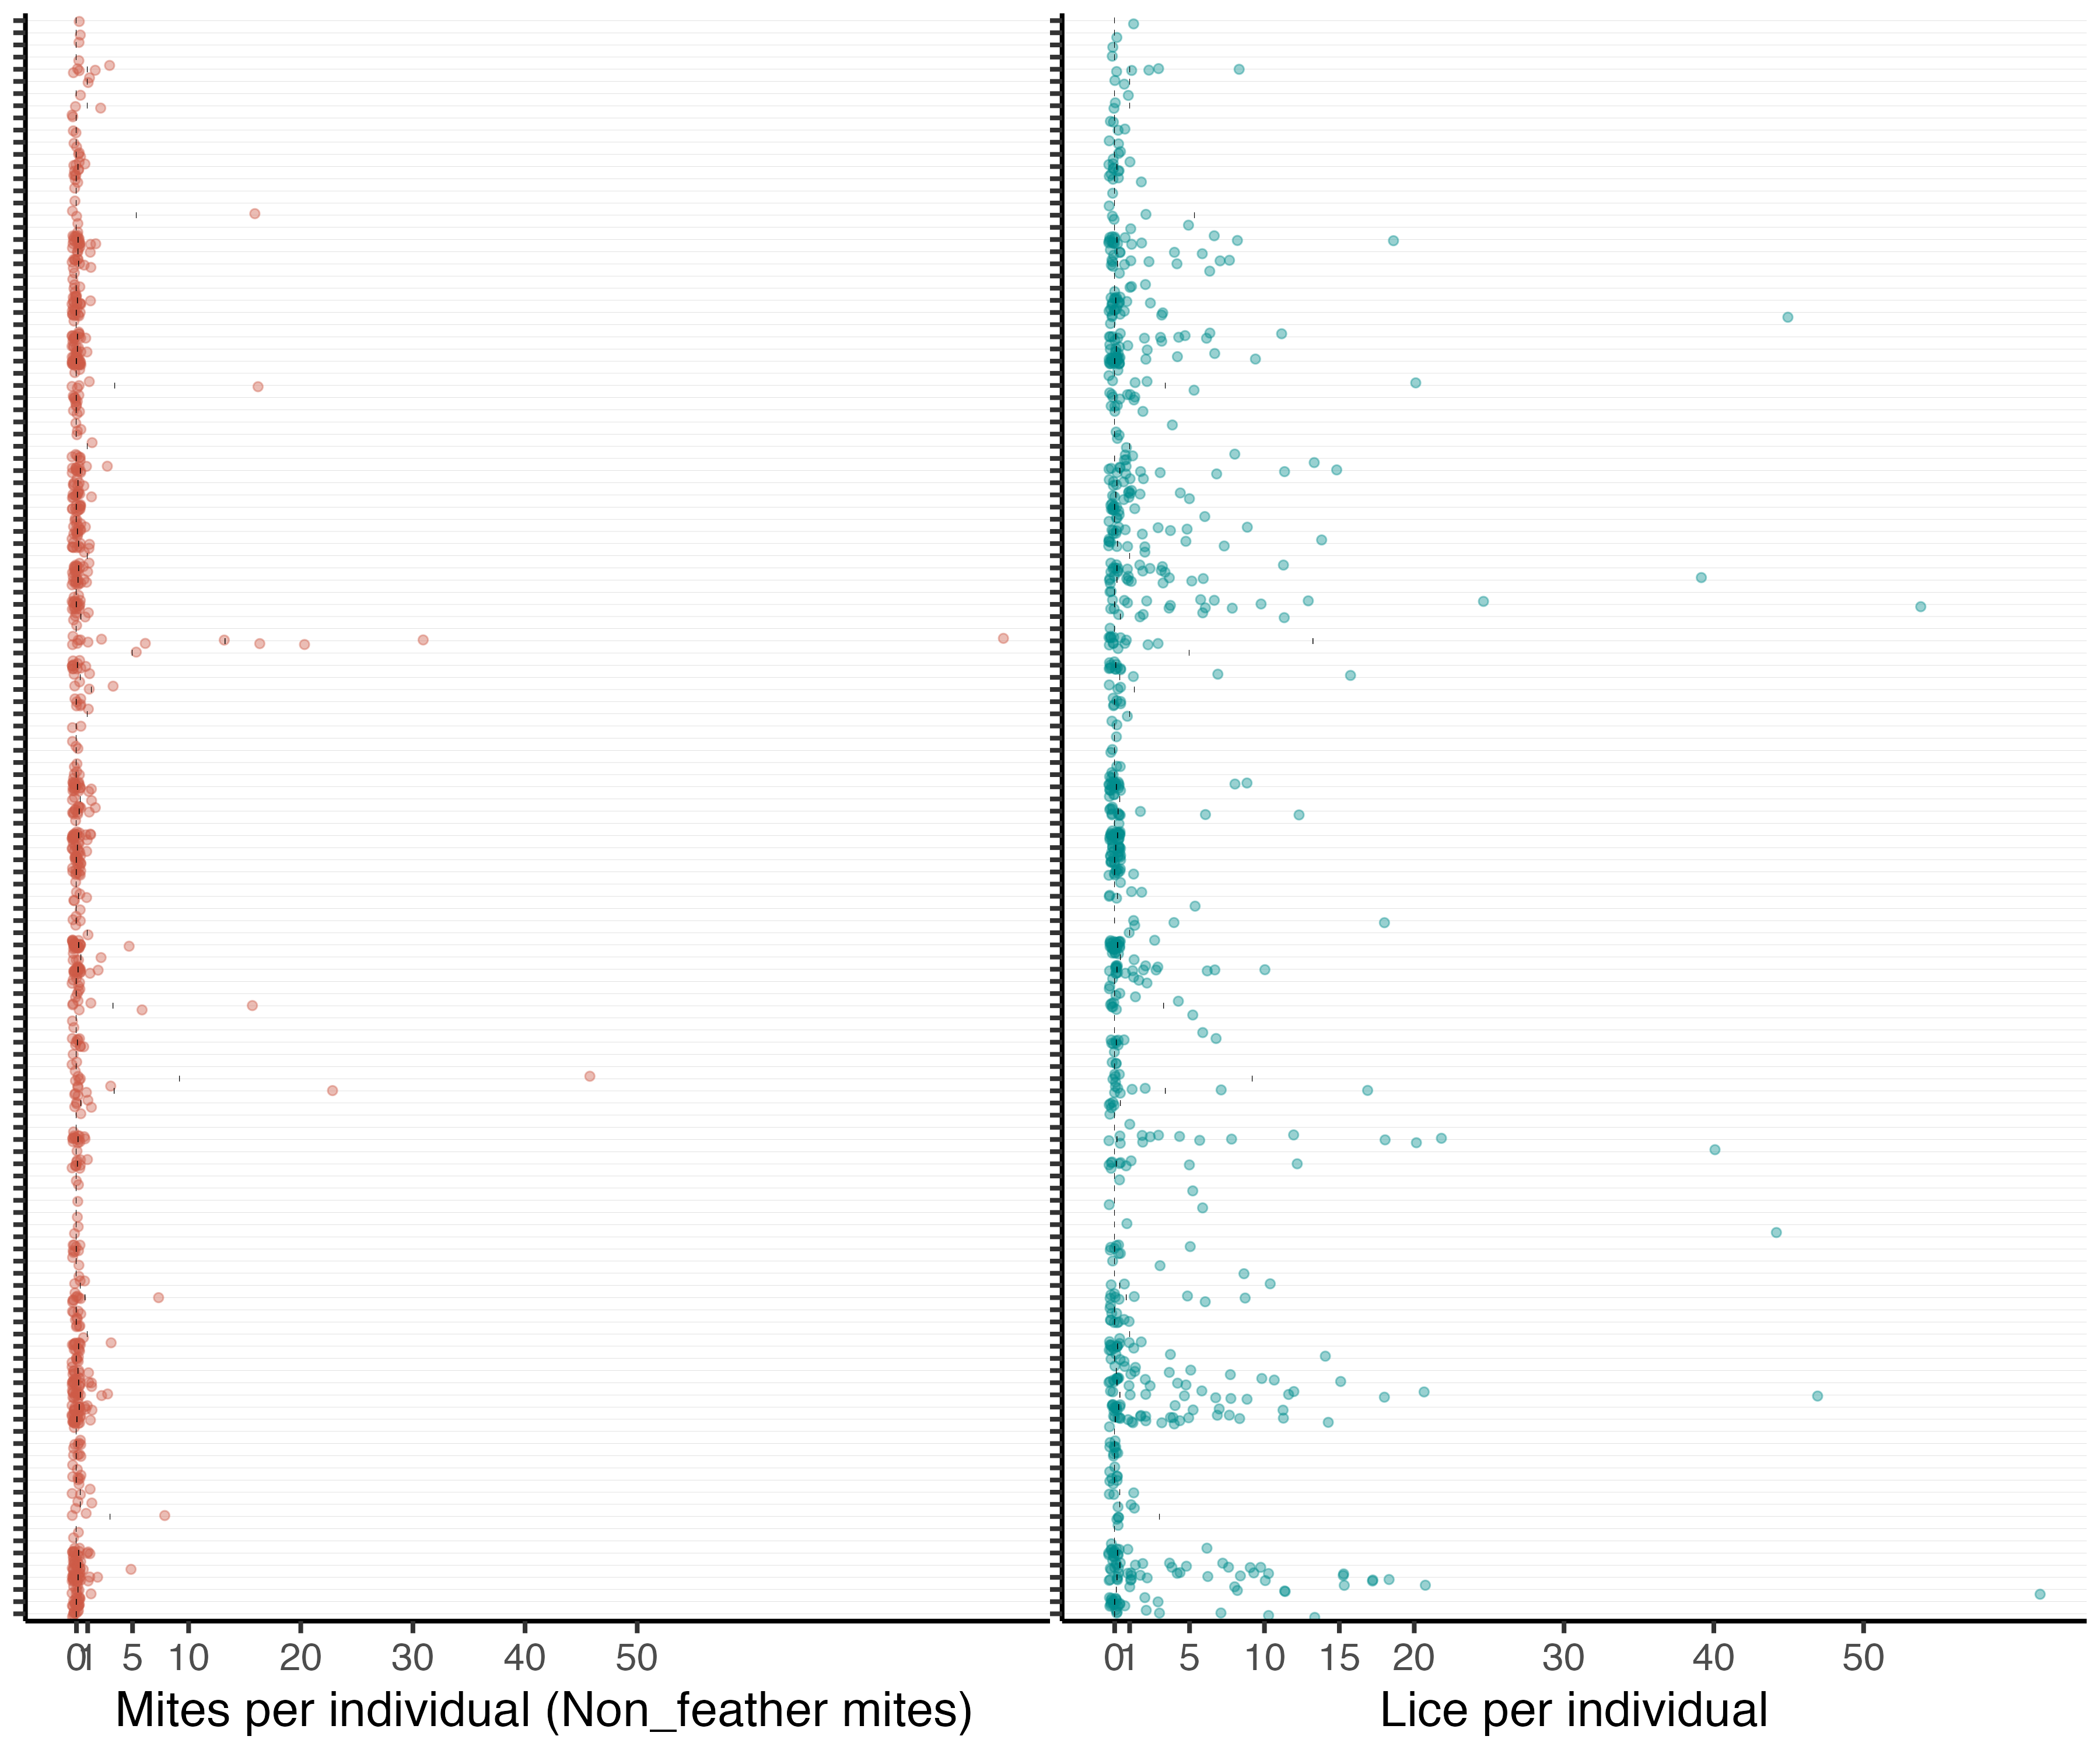 0 1 5 10 20 30 40 50
0 1 5 10 15 20 30 40 50
Mites per individual (Non_feather mites)
Lice per individual